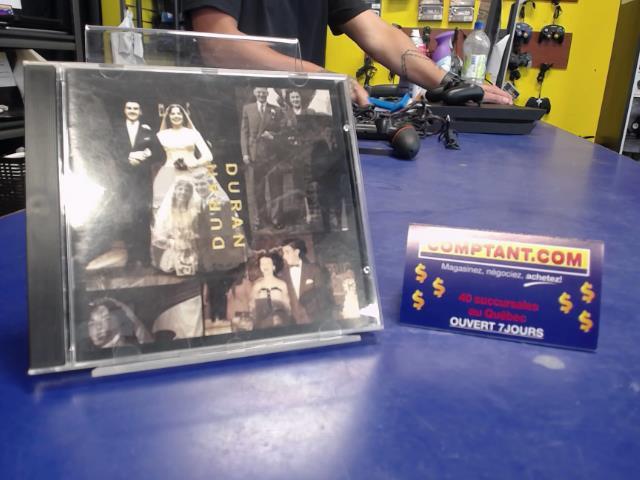 DURAN
DURAN
COMPTANT.COM
Magasinez, négociez, achetez!
$ $ $ $ $ $
40 succursales
au Québec
OUVERT 7JOURS